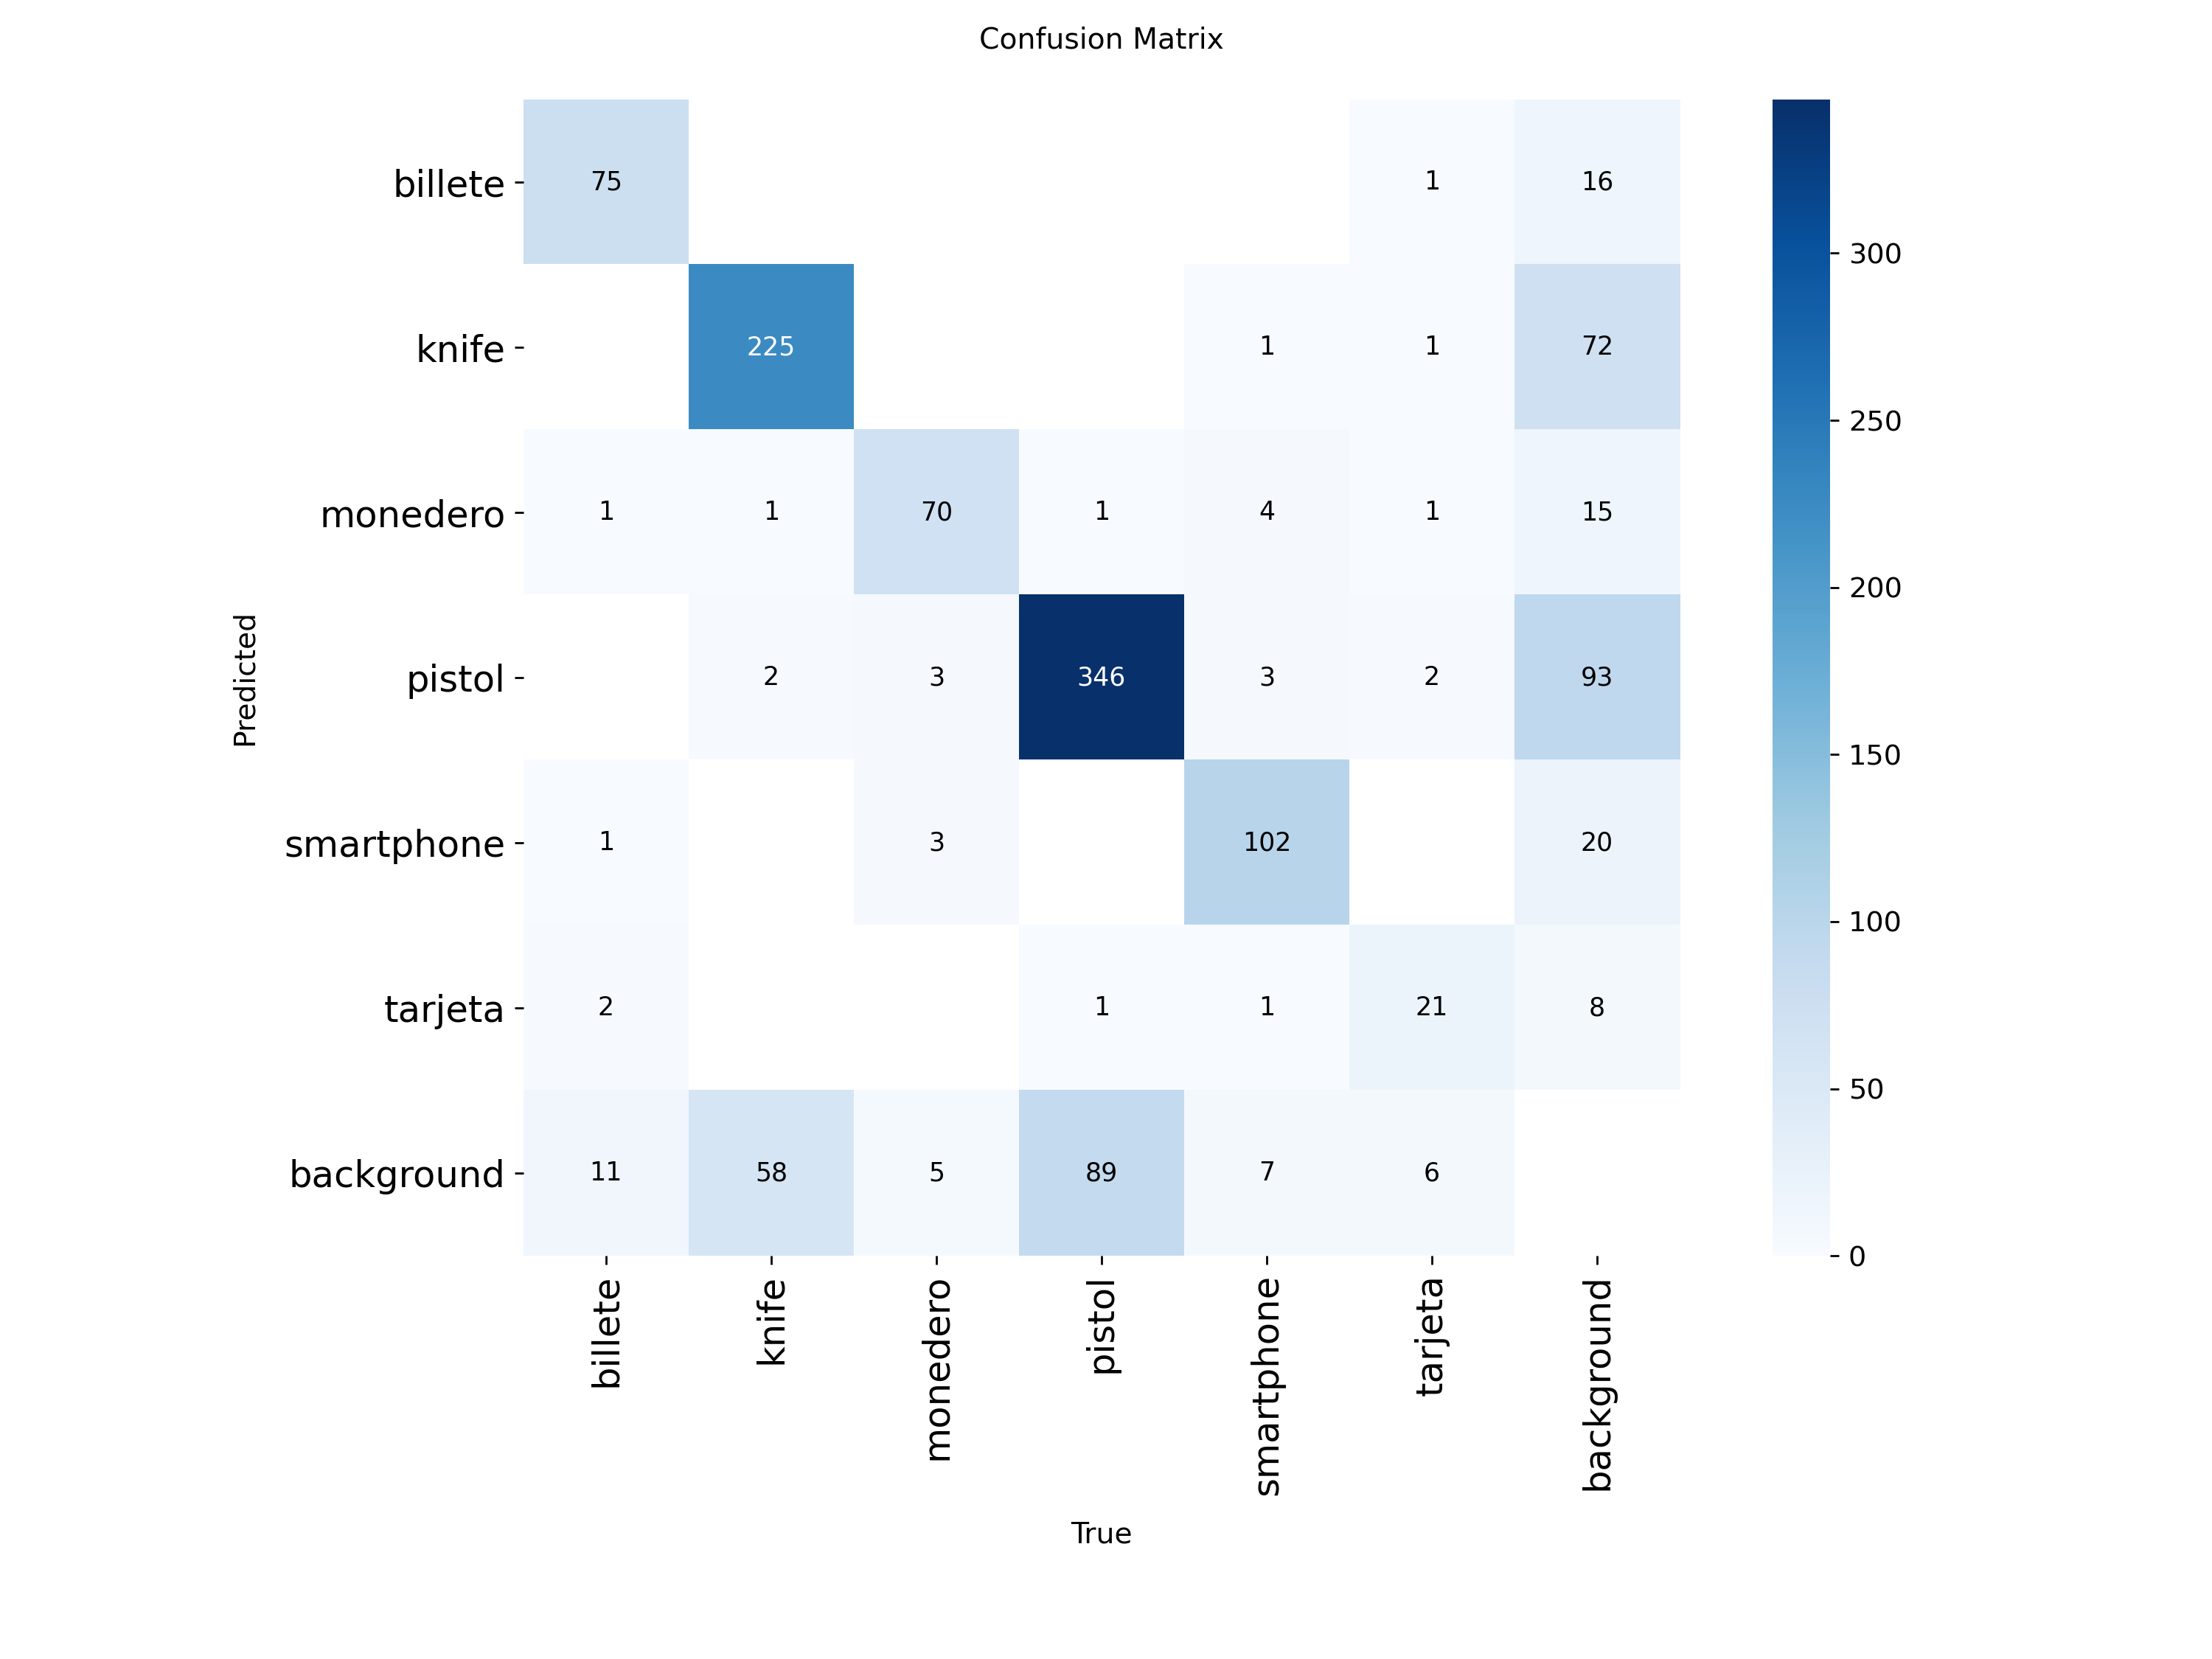 Confusion Matrix
billete 75 1 16
knife 225 1 1 72
monedero 1 1 70 1 4 1 15
pistol 2 3 346 3 2 93
smartphone 1 3 102 20
tarjeta 2 1 1 21 8
background 11 58 5 89 7 6
billete knife monedero pistol smartphone tarjeta background
True
Predicted
300
250
200
150
100
50
0